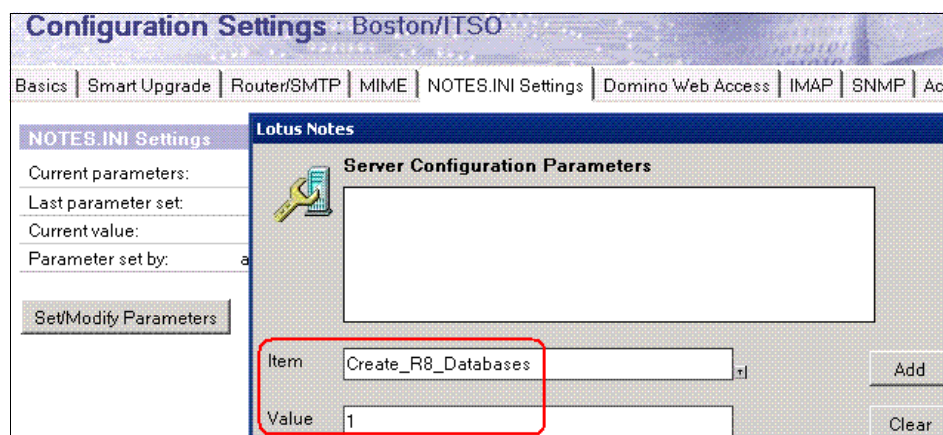 Configuration Settings : Boston/ITSO
Basics Smart Upgrade Router/SMTP MIME NOTES.INI Settings Domino Web Access IMAP SNMP Ac
NOTES.INI Settings
Current parameters:
Last parameter set:
Current value:
Parameter set by: a
Set/Modify Parameters
Lotus Notes
Server Configuration Parameters
Item Create_R8_Databases Add
Value 1 Clear